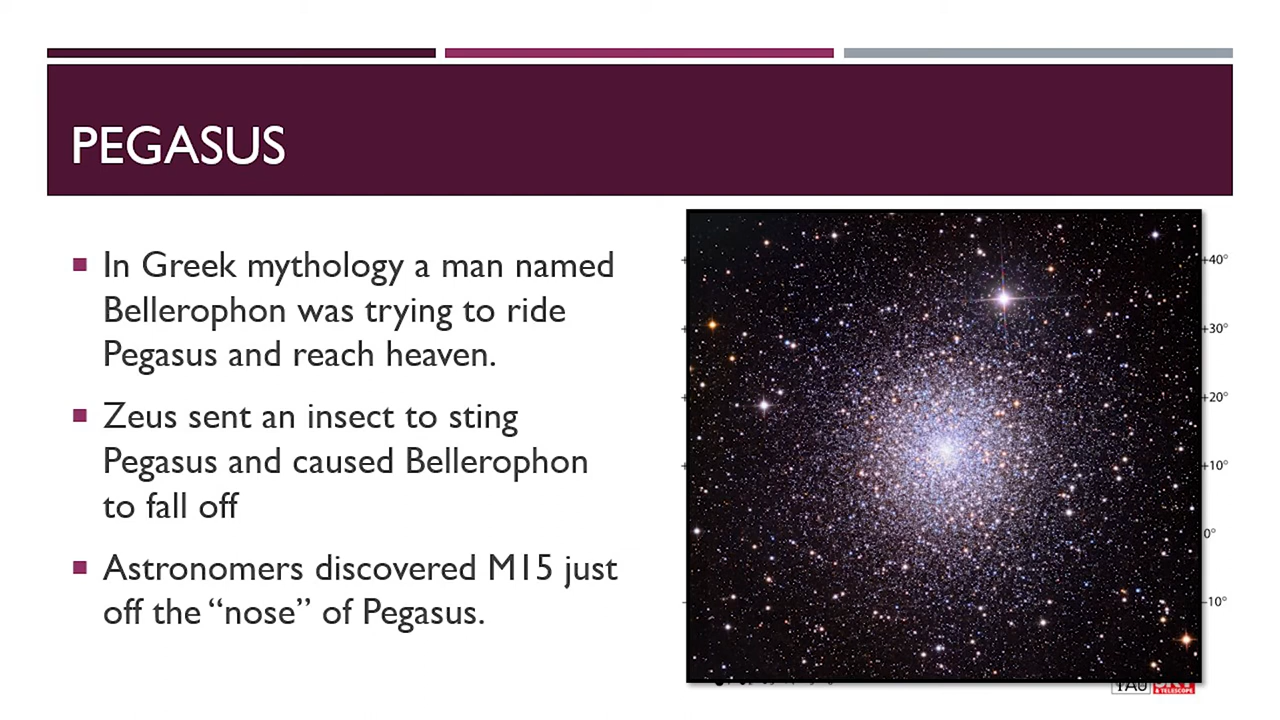 PEGASUS
In Greek mythology a man named
Bellerophon was trying to ride
Pegasus and reach heaven.
Zeus sent an insect to sting
Pegasus and caused Bellerophon
to fall off
Astronomers discovered M15 just
off the “nose” of Pegasus.
+40°
+30°
+20°
+10°
0°
-10°
IAU
& TELESCOPE